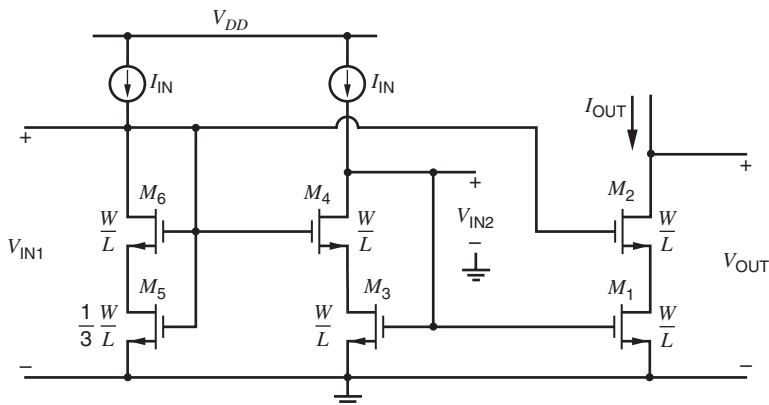 V_DD
I_IN
I_IN
I_OUT
+
+
+
M_6
M_4
+
M_2
W/L
W/L
V_IN2
W/L
V_IN1
−
V_OUT
M_5
M_3
M_1
1/3 W/L
W/L
W/L
−
−